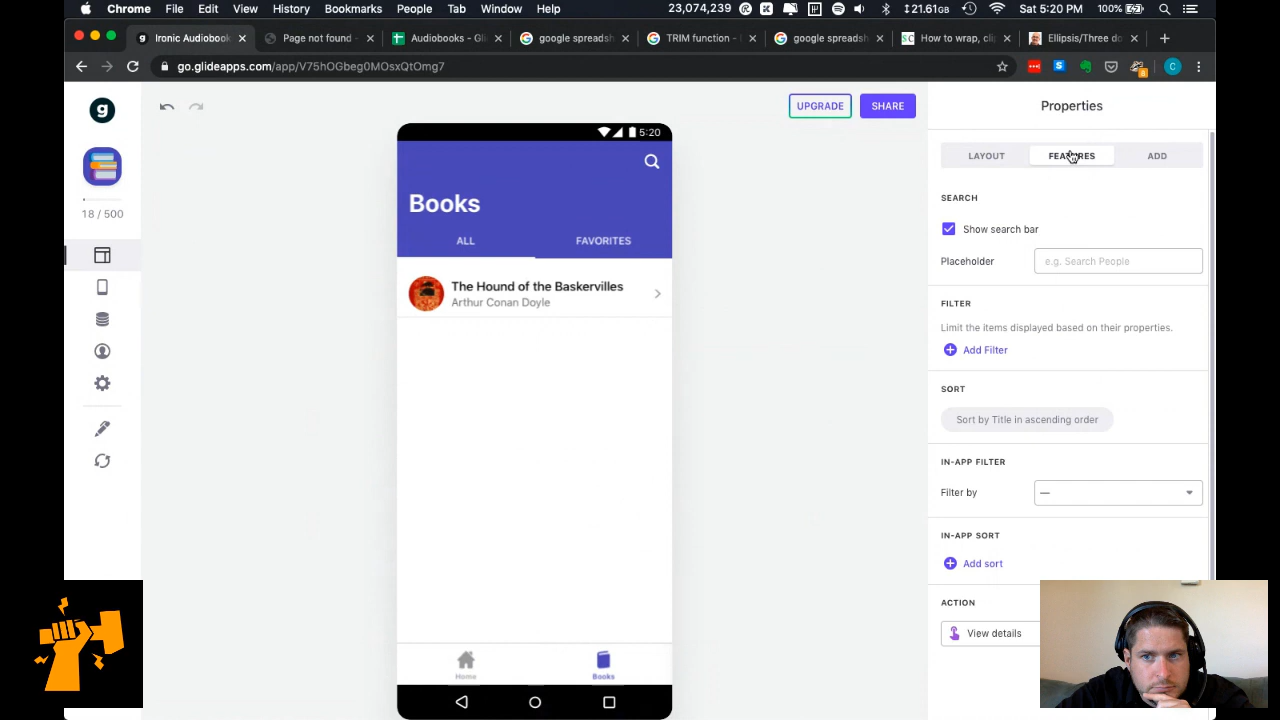 Chrome File Edit View History Bookmarks People Tab Window Help 23,074,239 21.61GB Sat 5:20 PM 100%
Ironic Audiobook
Page not found -
Audiobooks - Gli
google spreadsh
TRIM function -
google spreadsh
How to wrap, cli
Ellipsis/Three do
go.glideapps.com/app/V75hOGbeg0MOsxQtOmg7
g
UPGRADE
SHARE
Properties
5:20
LAYOUT
FEATURES
ADD
18 / 500
Books
ALL
FAVORITES
SEARCH
Show search bar
Placeholder
e.g. Search People
The Hound of the Baskervilles
Arthur Conan Doyle
FILTER
Limit the items displayed based on their properties.
Add Filter
SORT
Sort by Title in ascending order
IN-APP FILTER
Filter by
—
IN-APP SORT
Add sort
ACTION
View details
Home
Books